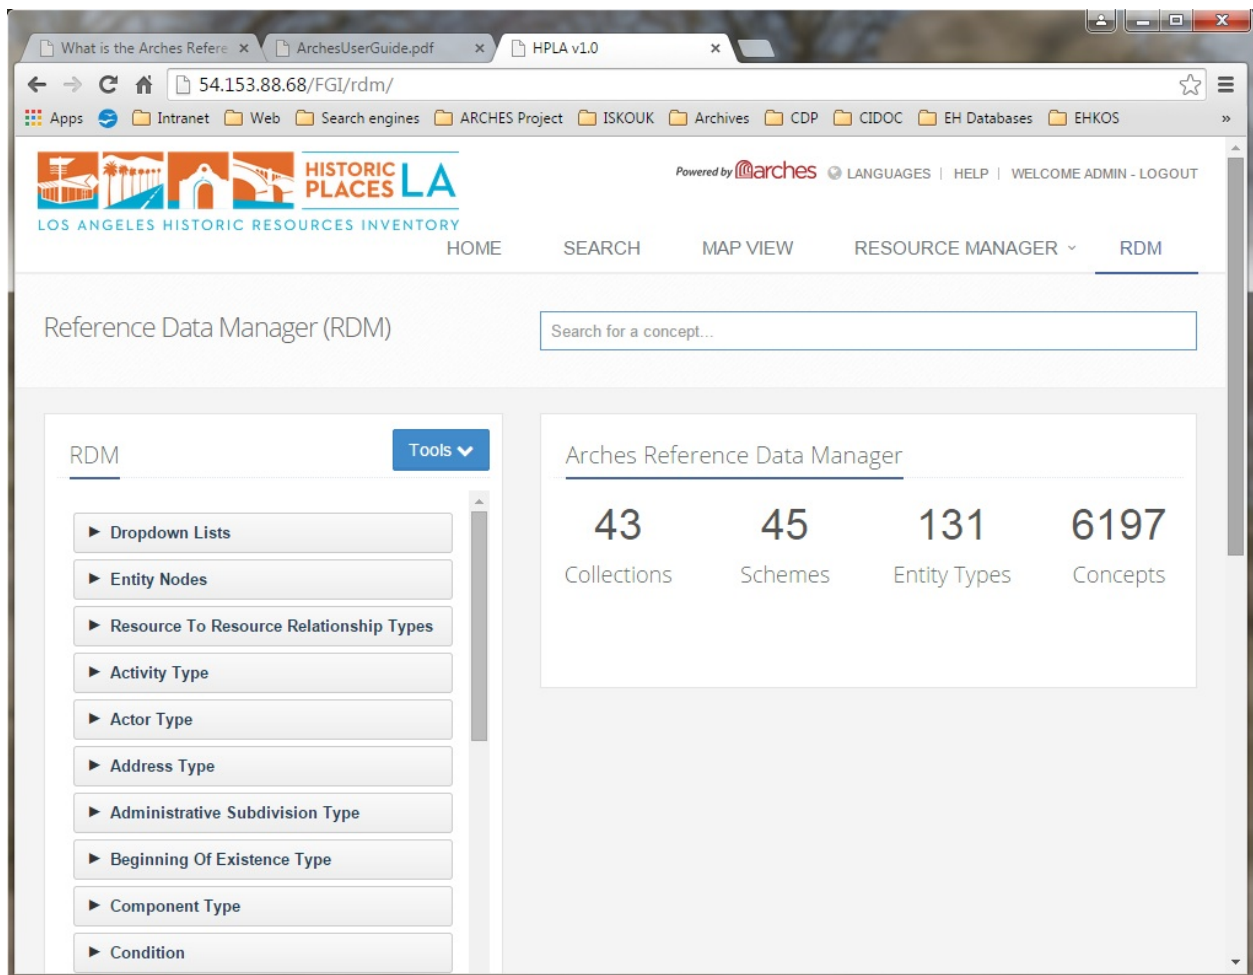 What is the Arches Refere
ArchesUserGuide.pdf
HPLA v1.0
54.153.88.68/FGI/rdm/
Apps Intranet Web Search engines ARCHES Project ISKOUK Archives CDP CIDOC EH Databases EHKOS »
HISTORIC PLACES LA
LOS ANGELES HISTORIC RESOURCES INVENTORY
Powered by arches LANGUAGES | HELP | WELCOME ADMIN - LOGOUT
HOME SEARCH MAP VIEW RESOURCE MANAGER RDM
Reference Data Manager (RDM)
Search for a concept...
RDM
Tools
Dropdown Lists
Entity Nodes
Resource To Resource Relationship Types
Activity Type
Actor Type
Address Type
Administrative Subdivision Type
Beginning Of Existence Type
Component Type
Condition
Arches Reference Data Manager
43 45 131 6197
Collections Schemes Entity Types Concepts